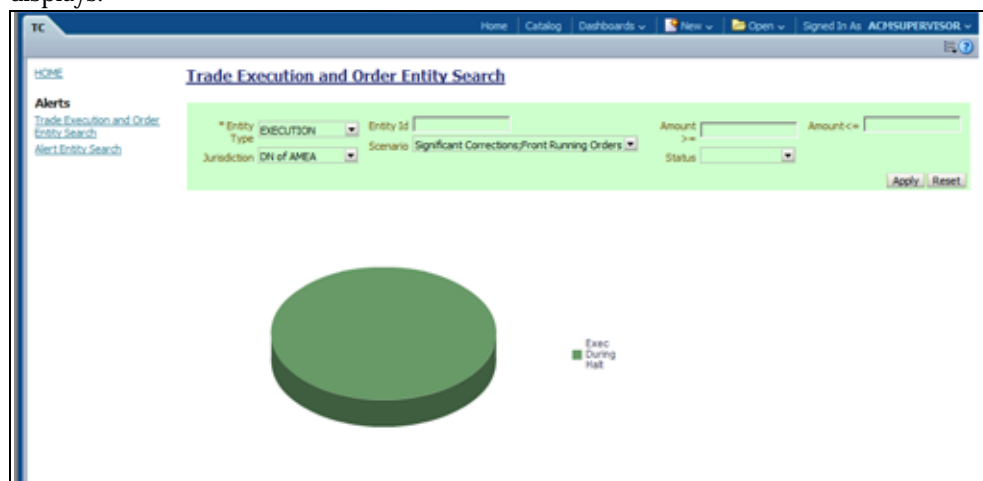 displays.
TC
Home Catalog Dashboards New Open Signed In As ACMSUPERVISOR
HOME
Trade Execution and Order Entity Search
Alerts
Trade Execution and Order
Entity Search
Alert Entity Search
* Entity
Type
EXECUTION
Entity Id
Amount
>=
Amount<=
Jurisdiction DN of AMEA
Scenario Significant Corrections;Front Running Orders
Status
Apply Reset
Exec
During
Halt